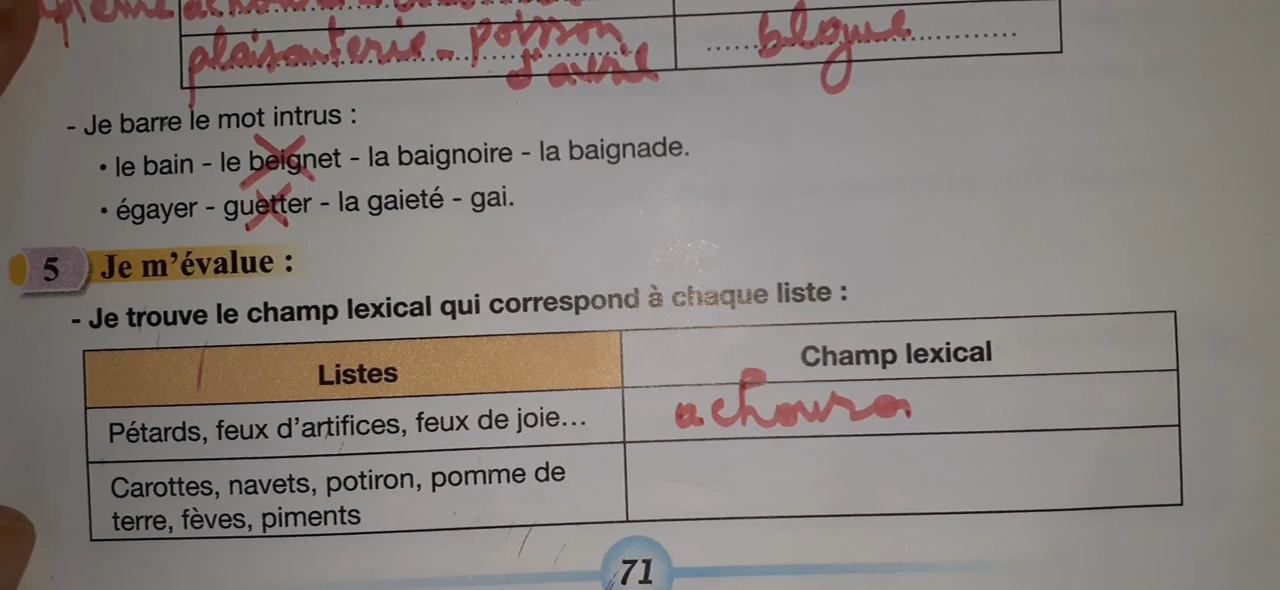 plaisanterie - poisson
d'avril
blogue
- Je barre le mot intrus :
• le bain - le beignet - la baignoire - la baignade.
• égayer - guetter - la gaieté - gai.
5 Je m'évalue :
- Je trouve le champ lexical qui correspond à chaque liste :
Listes
Champ lexical
Pétards, feux d'artifices, feux de joie...
achoura
Carottes, navets, potiron, pomme de
terre, fèves, piments
71